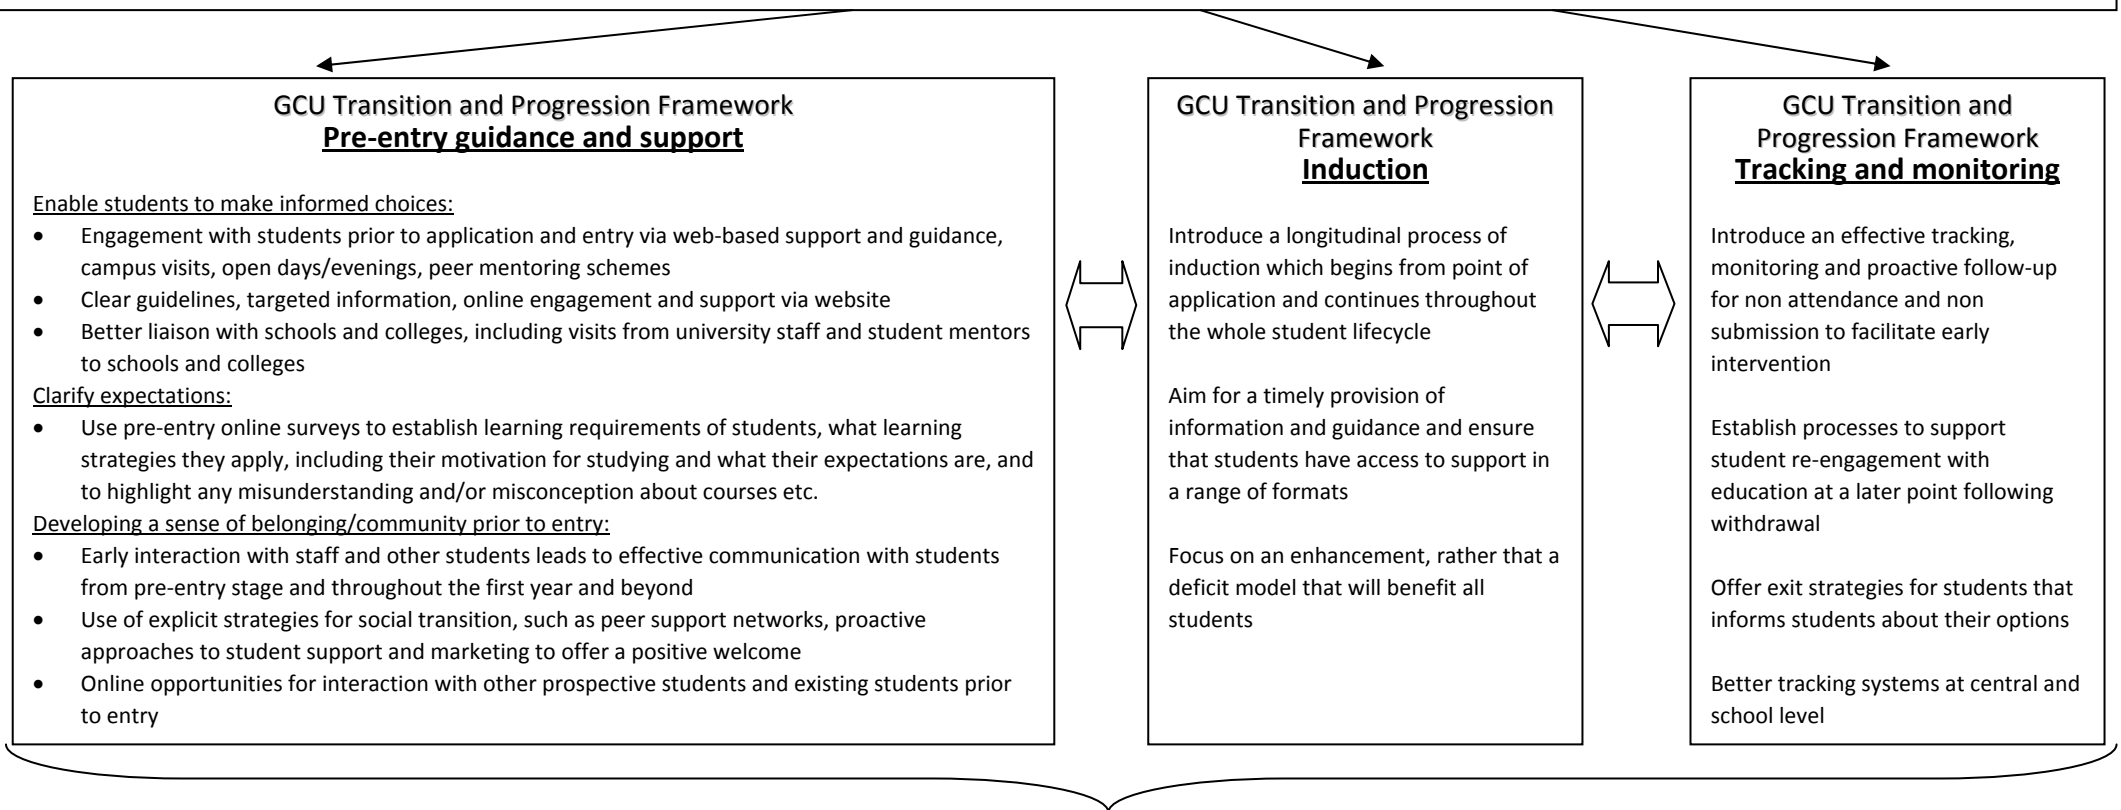 GCU Transition and Progression Framework
Pre-entry guidance and support
Enable students to make informed choices:
• Engagement with students prior to application and entry via web-based support and guidance,
campus visits, open days/evenings, peer mentoring schemes
• Clear guidelines, targeted information, online engagement and support via website
• Better liaison with schools and colleges, including visits from university staff and student mentors
to schools and colleges
Clarify expectations:
• Use pre-entry online surveys to establish learning requirements of students, what learning
strategies they apply, including their motivation for studying and what their expectations are, and
to highlight any misunderstanding and/or misconception about courses etc.
Developing a sense of belonging/community prior to entry:
• Early interaction with staff and other students leads to effective communication with students
from pre-entry stage and throughout the first year and beyond
• Use of explicit strategies for social transition, such as peer support networks, proactive
approaches to student support and marketing to offer a positive welcome
• Online opportunities for interaction with other prospective students and existing students prior
to entry
GCU Transition and Progression
Framework
Induction
Introduce a longitudinal process of
induction which begins from point of
application and continues throughout
the whole student lifecycle
Aim for a timely provision of
information and guidance and ensure
that students have access to support in
a range of formats
Focus on an enhancement, rather that a
deficit model that will benefit all
students
GCU Transition and
Progression Framework
Tracking and monitoring
Introduce an effective tracking,
monitoring and proactive follow-up
for non attendance and non
submission to facilitate early
intervention
Establish processes to support
student re-engagement with
education at a later point following
withdrawal
Offer exit strategies for students that
informs students about their options
Better tracking systems at central and
school level